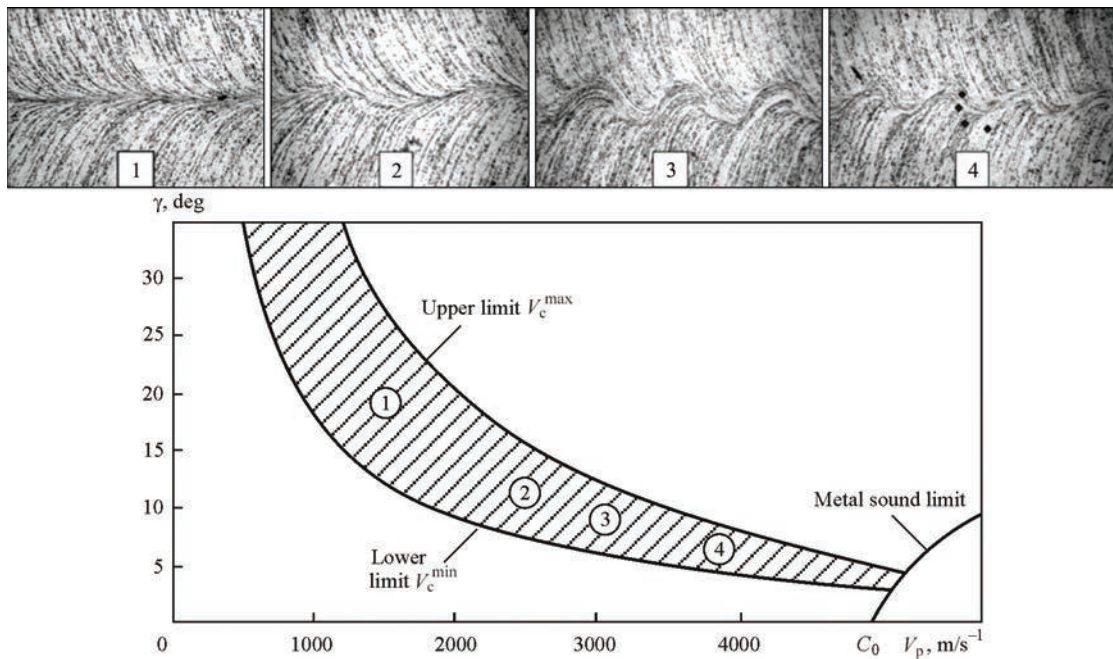 1
2
3
4
γ, deg
30
25
20
15
10
5
0
Upper limit V_c^max
Lower
limit V_c^min
Metal sound limit
1
2
3
4
1000
2000
3000
4000
C₀
V_p, m/s⁻¹